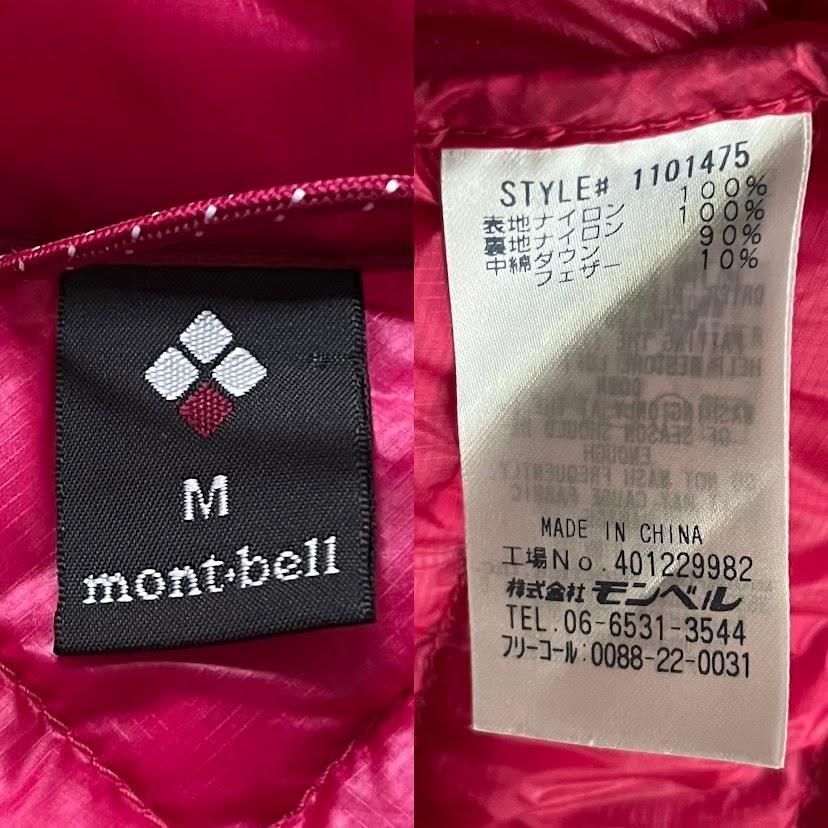 M
mont-bell
STYLE# 1101475
表地ナイロン 100%
裏地ナイロン 100%
中綿ダウン 90%
フェザー 10%
MADE IN CHINA
工場No. 401229982
株式会社 モンベル
TEL. 06-6531-3544
フリーコール:0088-22-0031